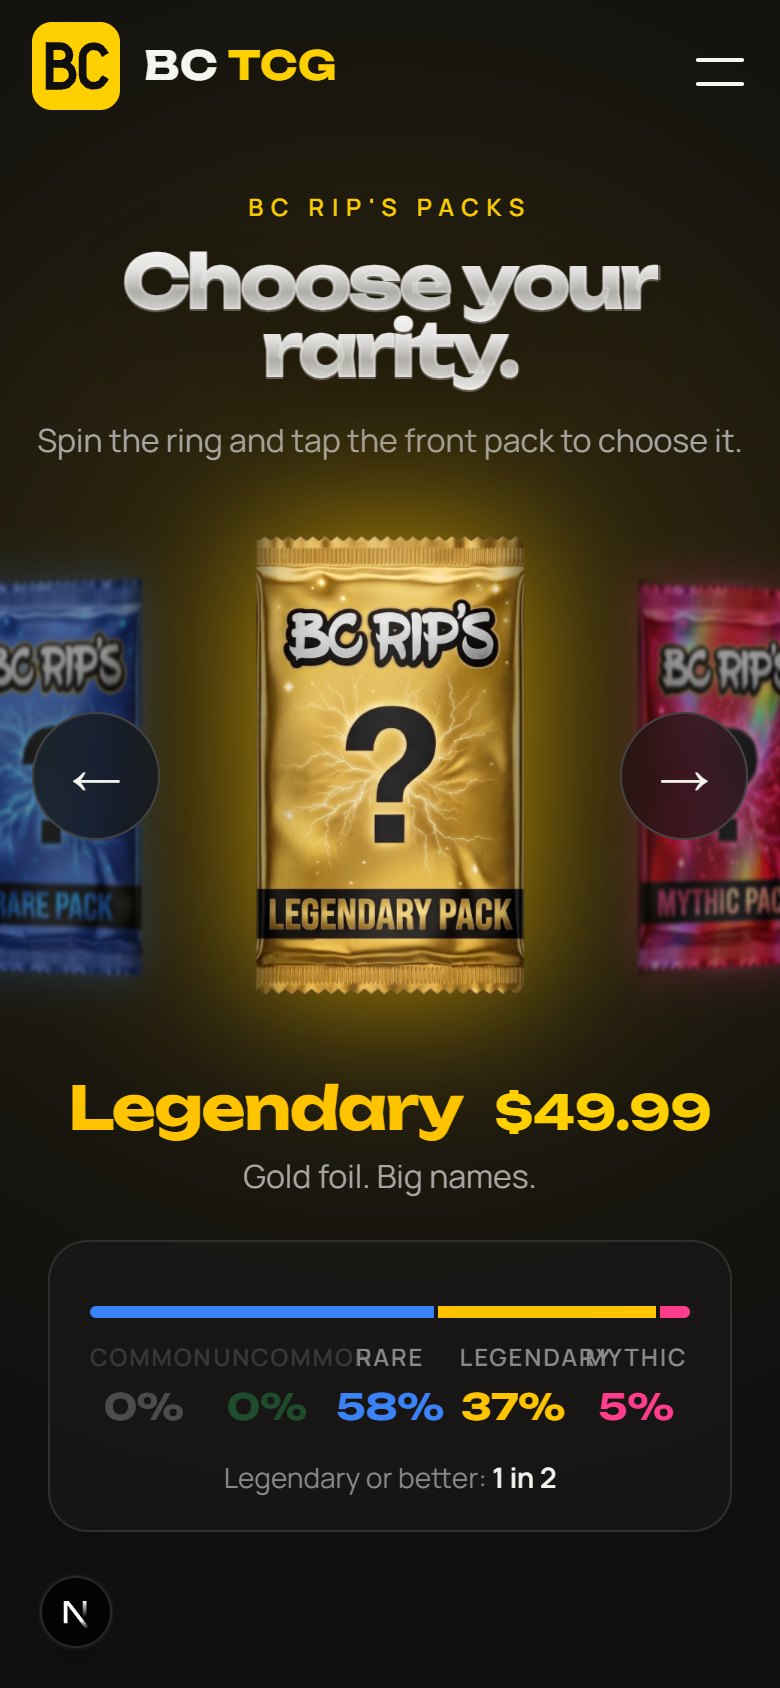 BC
BC TCG
BC RIP'S PACKS
Choose your
rarity.
Spin the ring and tap the front pack to choose it.
BC RIP'S
?
RARE PACK
BC RIP'S
?
LEGENDARY PACK
BC RIP'S
MYTHIC PAC
←
→
Legendary $49.99
Gold foil. Big names.
COMMON UNCOMMO RARE LEGENDARY MYTHIC
0% 0% 58% 37% 5%
Legendary or better: 1 in 2
N